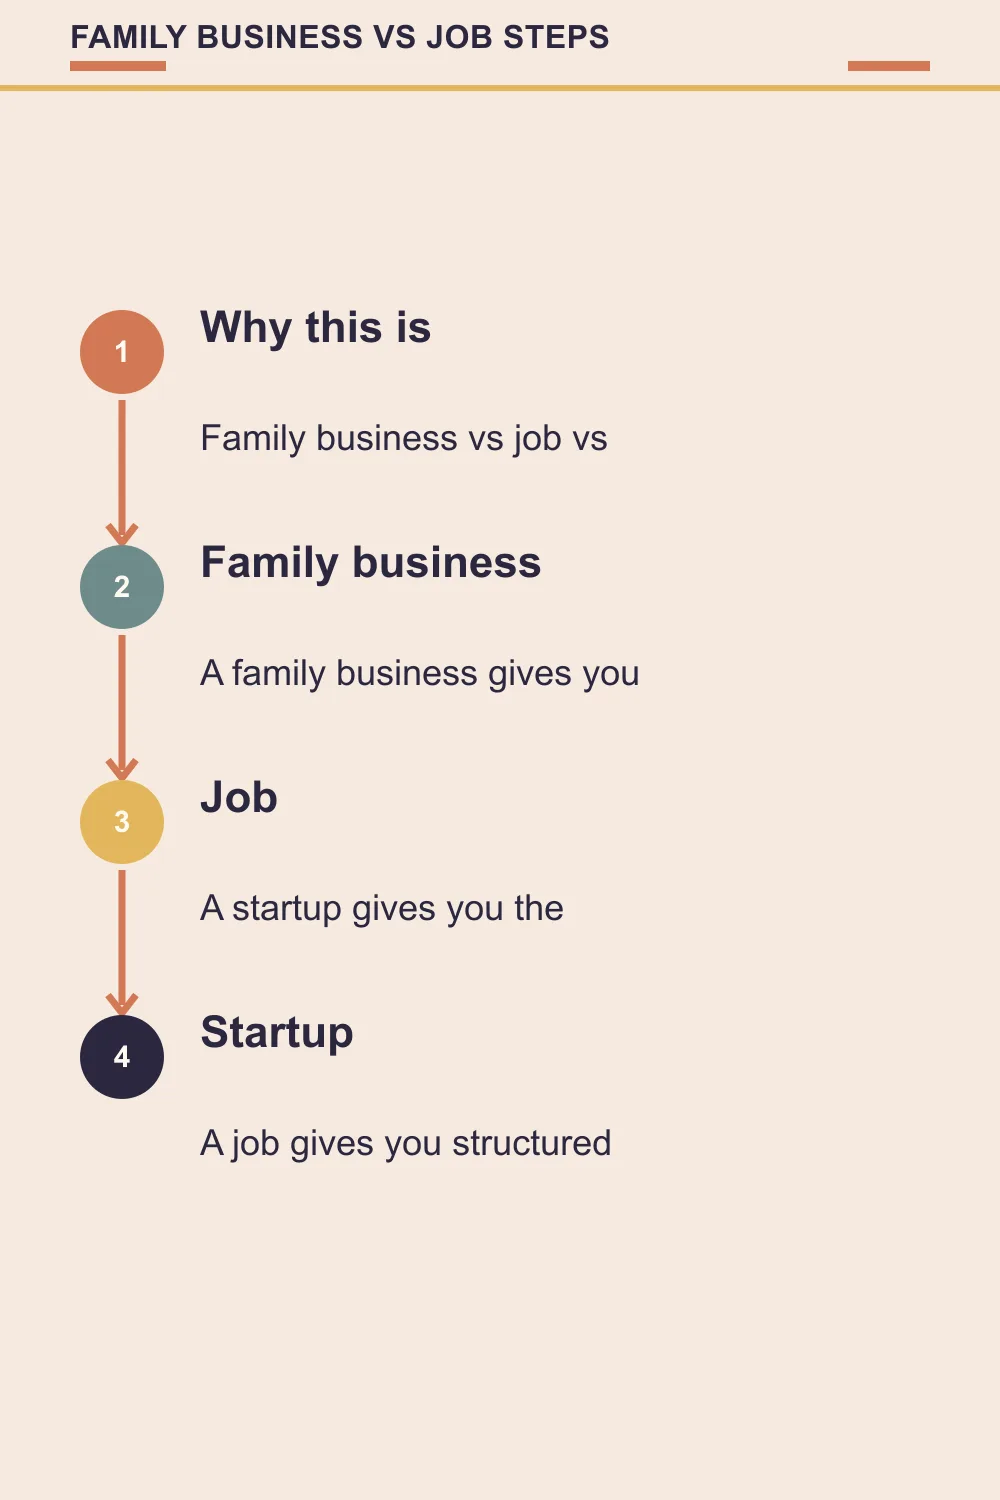 FAMILY BUSINESS VS JOB STEPS
1
Why this is
Family business vs job vs
2
Family business
A family business gives you
3
Job
A startup gives you the
4
Startup
A job gives you structured